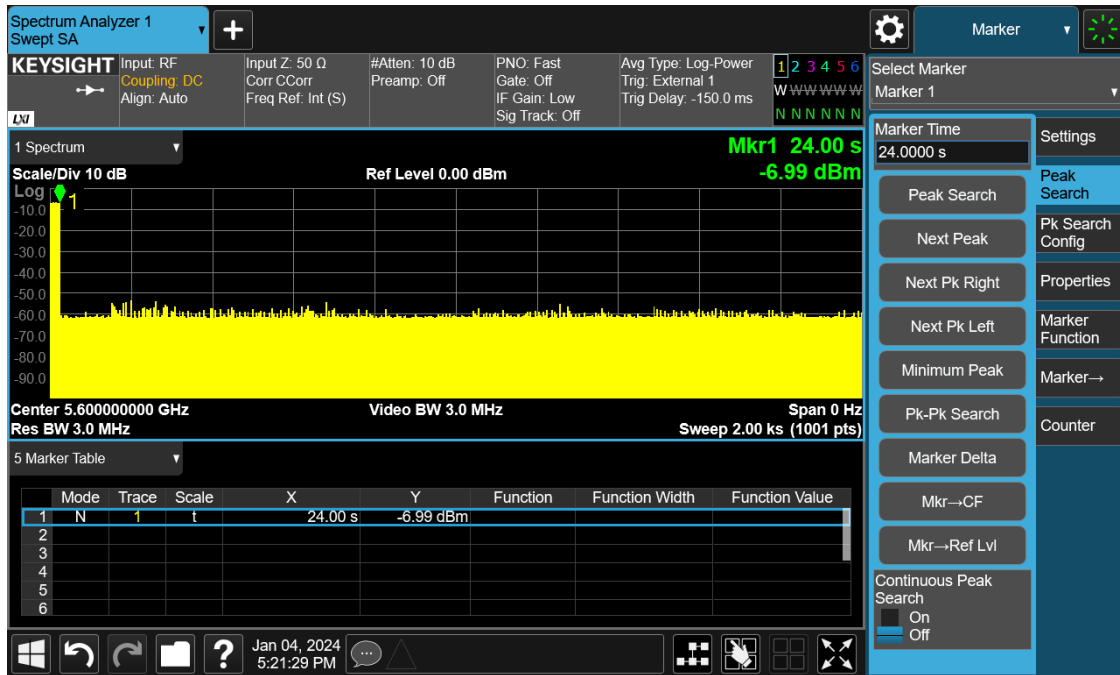 Spectrum Analyzer 1
Swept SA
▼
+
Marker
▼
KEYSIGHT
LXI
Input: RF
Coupling: DC
Align: Auto
Input Z: 50 Ω
Corr CCorr
Freq Ref: Int (S)
#Atten: 10 dB
Preamp: Off
PNO: Fast
Gate: Off
IF Gain: Low
Sig Track: Off
Avg Type: Log-Power
Trig: External 1
Trig Delay: -150.0 ms
1 2 3 4 5 6
W W W W W W
N N N N N N
Select Marker
Marker 1
1 Spectrum
Scale/Div 10 dB
Ref Level 0.00 dBm
Mkr1 24.00 s
-6.99 dBm
Log
1
-10.0
-20.0
-30.0
-40.0
-50.0
-60.0
-70.0
-80.0
-90.0
Center 5.600000000 GHz
Res BW 3.0 MHz
Video BW 3.0 MHz
Span 0 Hz
Sweep 2.00 ks (1001 pts)
5 Marker Table
Mode Trace Scale X Y Function Function Width Function Value
1 N 1 t 24.00 s -6.99 dBm
2
3
4
5
6
Marker Time
24.0000 s
Peak Search
Next Peak
Next Pk Right
Next Pk Left
Minimum Peak
Pk-Pk Search
Marker Delta
Mkr→CF
Mkr→Ref Lvl
Continuous Peak
Search
On
Off
Settings
Peak
Search
Pk Search
Config
Properties
Marker
Function
Marker→
Counter
?
Jan 04, 2024
5:21:29 PM